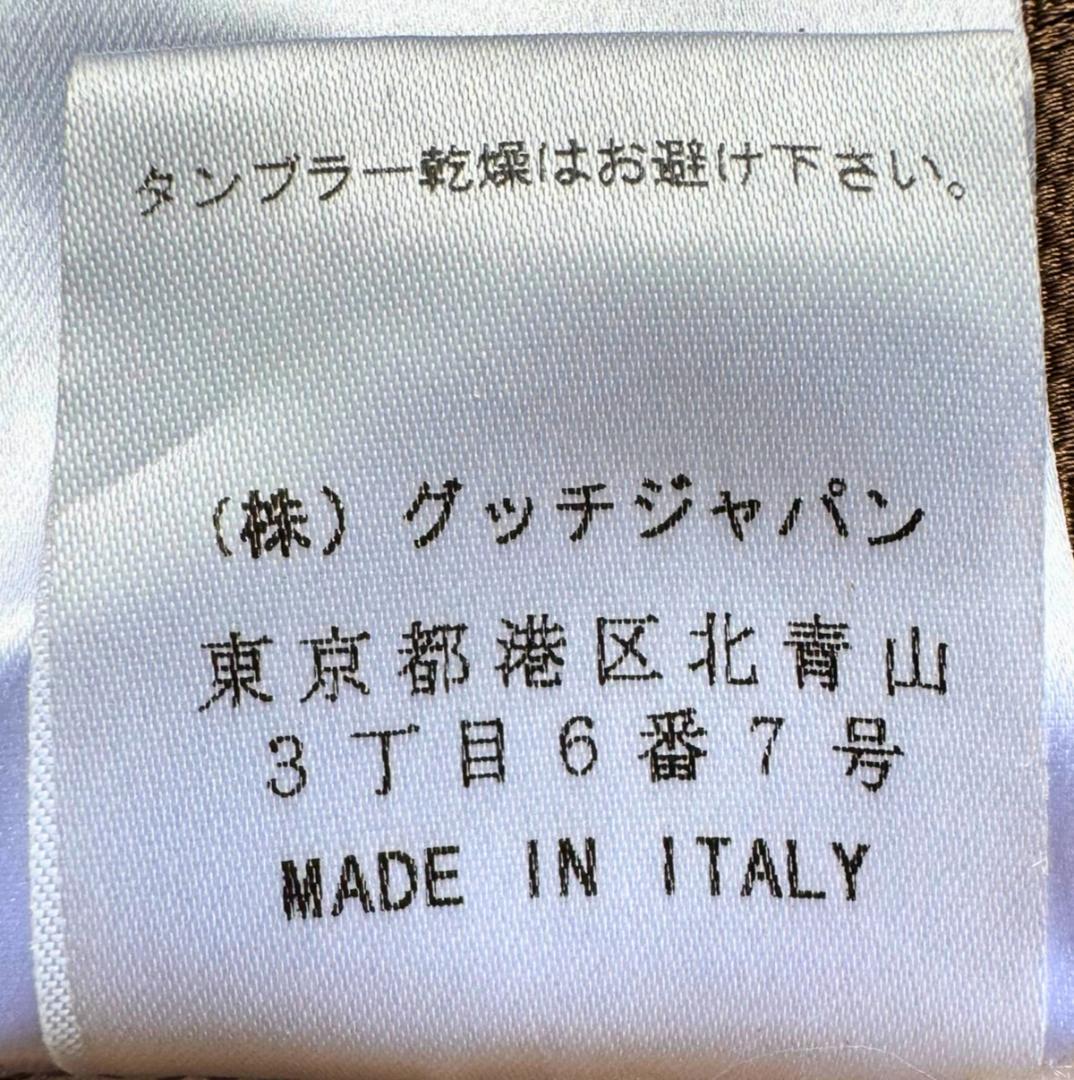 タンブラー乾燥はお避け下さい。
(株) グッチジャパン
東京都港区北青山
3丁目6番7号
MADE IN ITALY